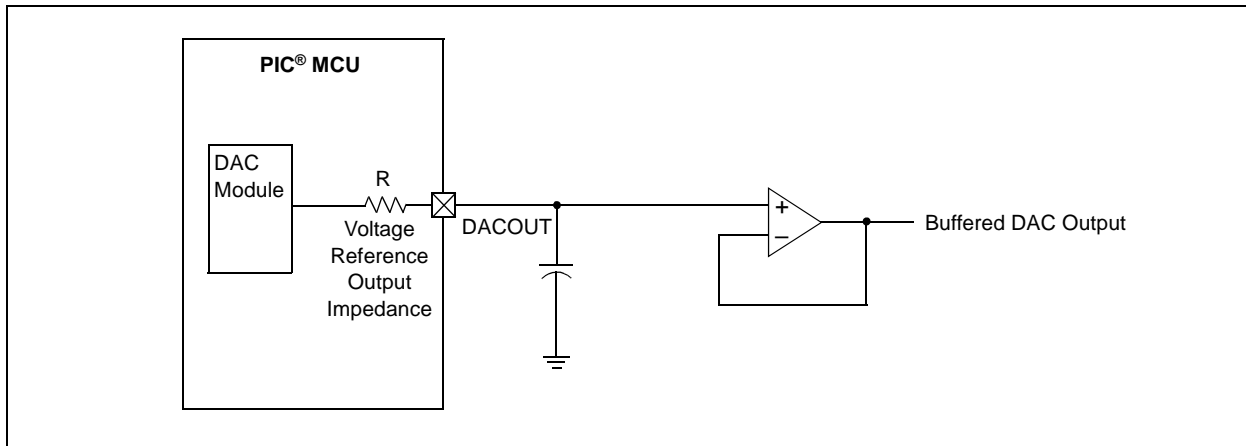 PIC® MCU
DAC
Module
R
Voltage
Reference
Output
Impedance
DACOUT
+
–
Buffered DAC Output